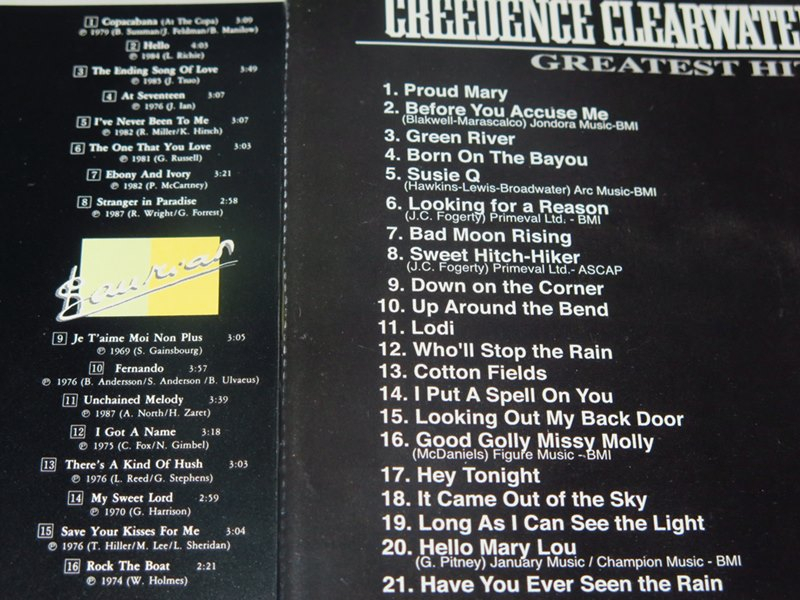 1 Copacabana (At The Copa) 3:09
℗ 1979 (B. Sussman/J. Feldman/B. Manilow)
2 Hello 4:03
℗ 1984 (L. Richie)
3 The Ending Song Of Love 3:49
℗ 1985 (J. Tsuo)
4 At Seventeen 3:07
℗ 1976 (J. Ian)
5 I've Never Been To Me 3:07
℗ 1982 (R. Miller/K. Hirsch)
6 The One That You Love 3:03
℗ 1981 (G. Russell)
7 Ebony And Ivory 3:21
℗ 1982 (P. McCartney)
8 Stranger in Paradise 2:58
℗ 1987 (R. Wright/G. Forrest)
9 Je T'aime Moi Non Plus 3:05
℗ 1969 (S. Gainsbourg)
10 Fernando 3:57
℗ 1976 (B. Andersson/S. Anderson/B. Ulvaeus)
11 Unchained Melody 3:39
℗ 1987 (A. North/H. Zaret)
12 I Got A Name 3:18
℗ 1975 (C. Fox/N. Gimbel)
13 There's A Kind Of Hush 3:03
℗ 1976 (L. Reed/G. Stephens)
14 My Sweet Lord 2:59
℗ 1970 (G. Harrison)
15 Save Your Kisses For Me 3:04
℗ 1976 (T. Hiller/M. Lee/L. Sheridan)
16 Rock The Boat 2:21
℗ 1974 (W. Holmes)
CREEDENCE CLEARWATER
GREATEST HIT
1. Proud Mary
2. Before You Accuse Me
(Blakwell-Marascalco) Jondora Music-BMI
3. Green River
4. Born On The Bayou
5. Susie Q
(Hawkins-Lewis-Broadwater) Arc Music-BMI
6. Looking for a Reason
(J.C. Fogerty) Primeval Ltd. - BMI
7. Bad Moon Rising
8. Sweet Hitch-Hiker
(J.C. Fogerty) Primeval Ltd.- ASCAP
9. Down on the Corner
10. Up Around the Bend
11. Lodi
12. Who'll Stop the Rain
13. Cotton Fields
14. I Put A Spell On You
15. Looking Out My Back Door
16. Good Golly Missy Molly
(McDaniels) Figure Music - BMI
17. Hey Tonight
18. It Came Out of the Sky
19. Long As I Can See the Light
20. Hello Mary Lou
(G. Pitney) January Music / Champion Music - BMI
21. Have You Ever Seen the Rain